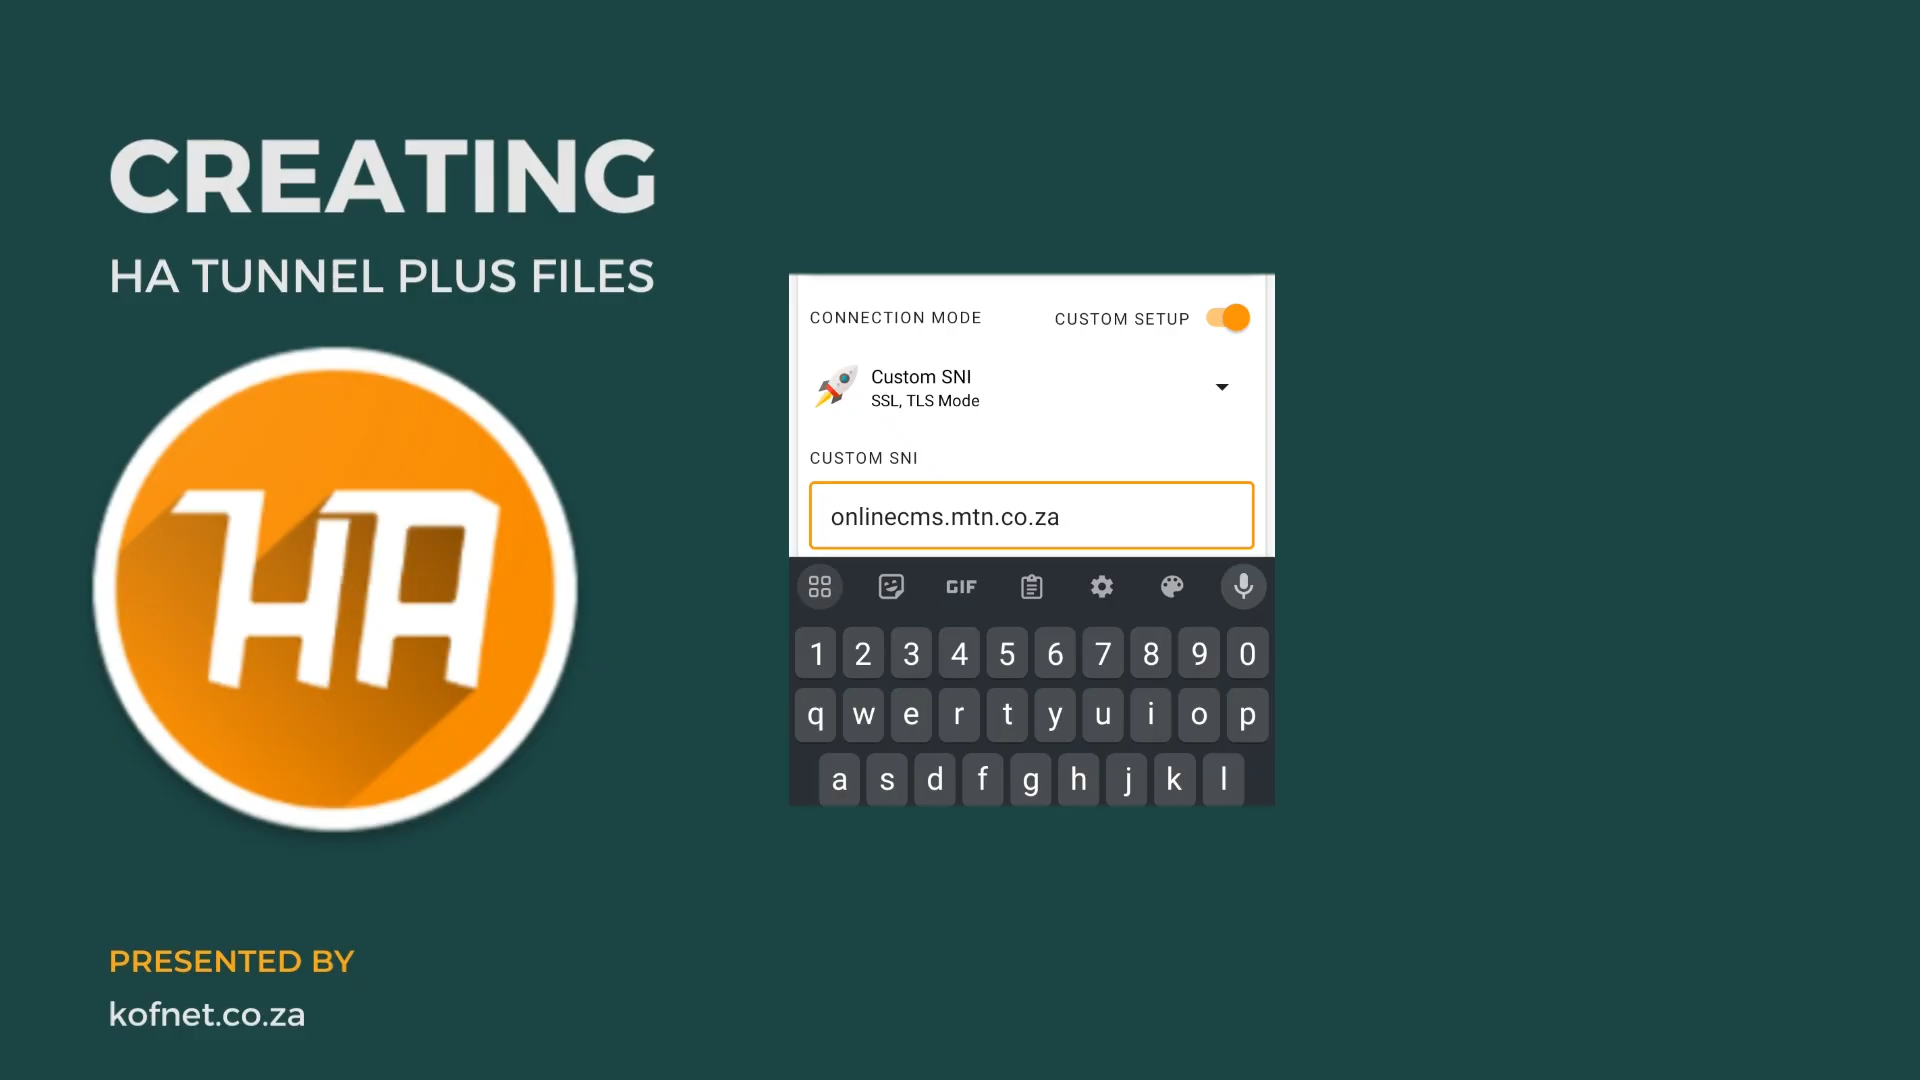 CREATING
HA TUNNEL PLUS FILES
HA
PRESENTED BY
kofnet.co.za
CONNECTION MODE CUSTOM SETUP
Custom SNI
SSL, TLS Mode
CUSTOM SNI
onlinecms.mtn.co.za
GIF
1 2 3 4 5 6 7 8 9 0
q w e r t y u i o p
a s d f g h j k l